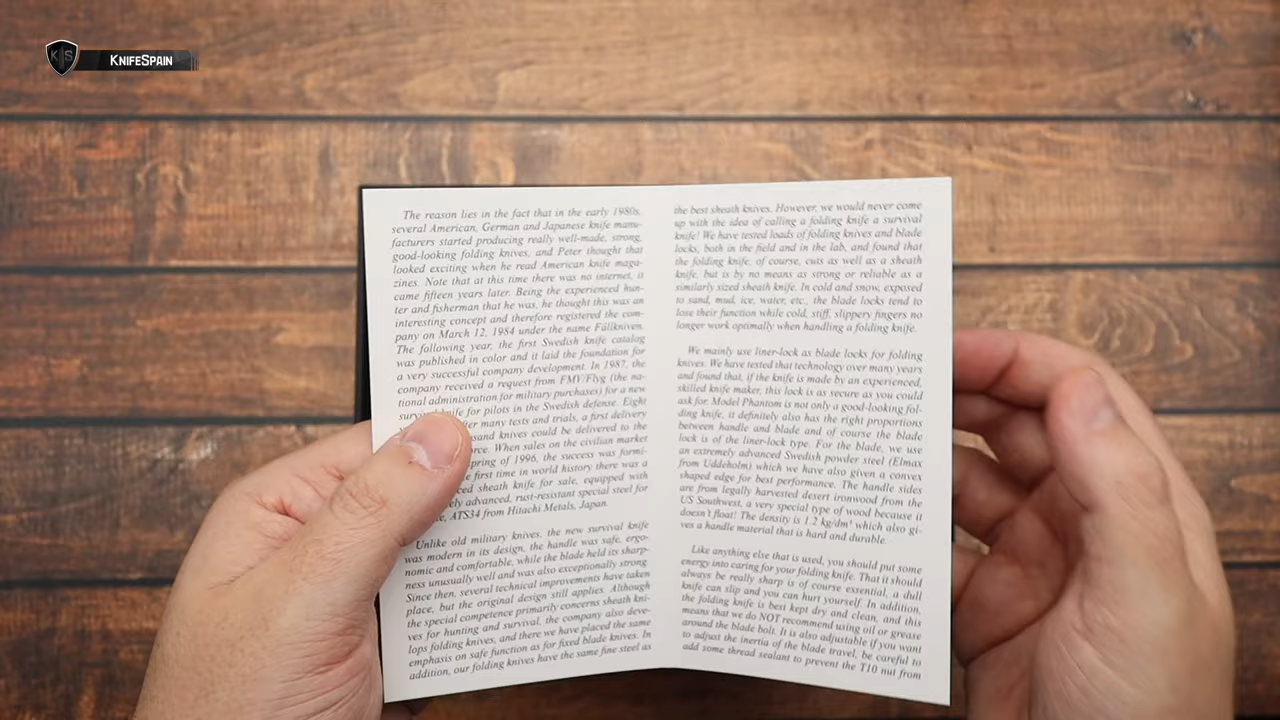 KS
KNIFESPAIN
The reason lies in the fact that in the early 1980s,
several American, German and Japanese knife manu-
facturers started producing really well-made, strong,
good-looking folding knives, and Peter thought that
looked exciting when he read American knife maga-
zines. Note that at this time there was no internet, it
came fifteen years later. Being the experienced hun-
ter and fisherman that he was, he thought this was an
interesting concept and therefore registered the com-
pany on March 12, 1984 under the name Fällkniven.
The following year, the first Swedish knife catalog
was published in color and it laid the foundation for
a very successful company development. In 1987, the
company received a request from FMV/Flyg (the na-
tional administration for military purchases) for a new
knife for pilots in the Swedish defense. Eight
many tests and trials, a first delivery
sand knives could be delivered to the
When sales on the civilian market
pring of 1996, the success was formi-
first time in world history there was a
ced sheath knife for sale, equipped with
ely advanced, rust-resistant special steel for
ATS34 from Hitachi Metals, Japan.
Unlike old military knives, the new survival knife
was modern in its design, the handle was safe, ergo-
nomic and comfortable, while the blade held its sharp-
ness unusually well and was also exceptionally strong
Since then, several technical improvements have taken
place, but the original design still applies. Although
the special competence primarily concerns sheath kni-
ves for hunting and survival, the company also deve-
lops folding knives, and there we have placed the same
emphasis on safe function as for fixed blade knives. In
addition, our folding knives have the same fine steel as
the best sheath knives. However, we would never come
up with the idea of calling a folding knife a survival
knife! We have tested loads of folding knives and blade
locks, both in the field and in the lab, and found that
the folding knife, of course, cuts as well as a sheath
knife, but is by no means as strong or reliable as a
similarly sized sheath knife. In cold and snow, exposed
to sand, mud, ice, water, etc., the blade locks tend to
lose their function while cold, stiff, slippery fingers no
longer work optimally when handling a folding knife.
We mainly use liner-lock as blade locks for folding
knives. We have tested that technology over many years
and found that, if the knife is made by an experienced,
skilled knife maker, this lock is as secure as you could
ask for. Model Phantom is not only a good-looking fol-
ding knife, it definitely also has the right proportions
between handle and blade and of course the blade
lock is of the liner-lock type. For the blade, we use
an extremely advanced Swedish powder steel (Elmax
from Uddeholm) which we have also given a convex
shaped edge for best performance. The handle sides
are from legally harvested desert ironwood from the
US Southwest, a very special type of wood because it
doesn't float! The density is 1.2 kg/dm³ which also gi-
ves a handle material that is hard and durable.
Like anything else that is used, you should put some
energy into caring for your folding knife. That it should
always be really sharp is of course essential, a dull
knife can slip and you can hurt yourself. In addition,
the folding knife is best kept dry and clean, and this
means that we do NOT recommend using oil or grease
around the blade bolt. It is also adjustable if you want
to adjust the inertia of the blade travel, be careful to
add some thread sealant to prevent the T10 nut from